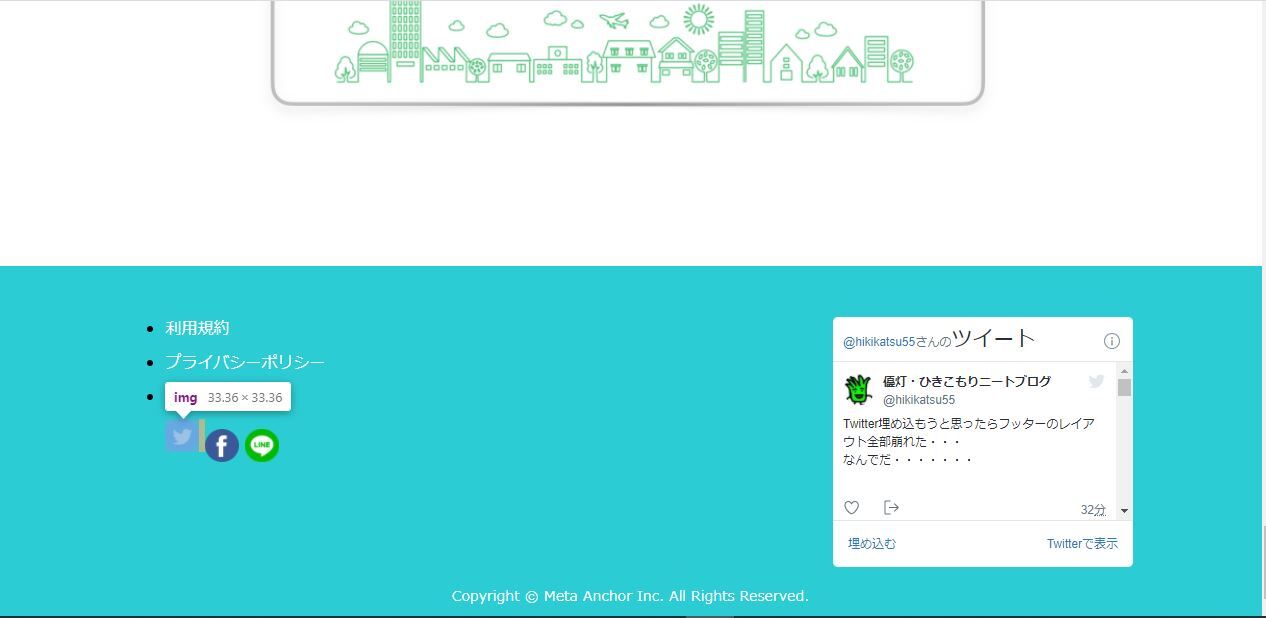 利用規約
プライバシーポリシー
img 33.36 × 33.36
f
LINE
@hikikatsu55さんのツイート
優灯・ひきこもりニートブログ
@hikikatsu55
Twitter埋め込もうと思ったらフッターのレイア
ウト全部崩れた・・・
なんでだ・・・・・・・
32分
埋め込む
Twitterで表示
Copyright © Meta Anchor Inc. All Rights Reserved.